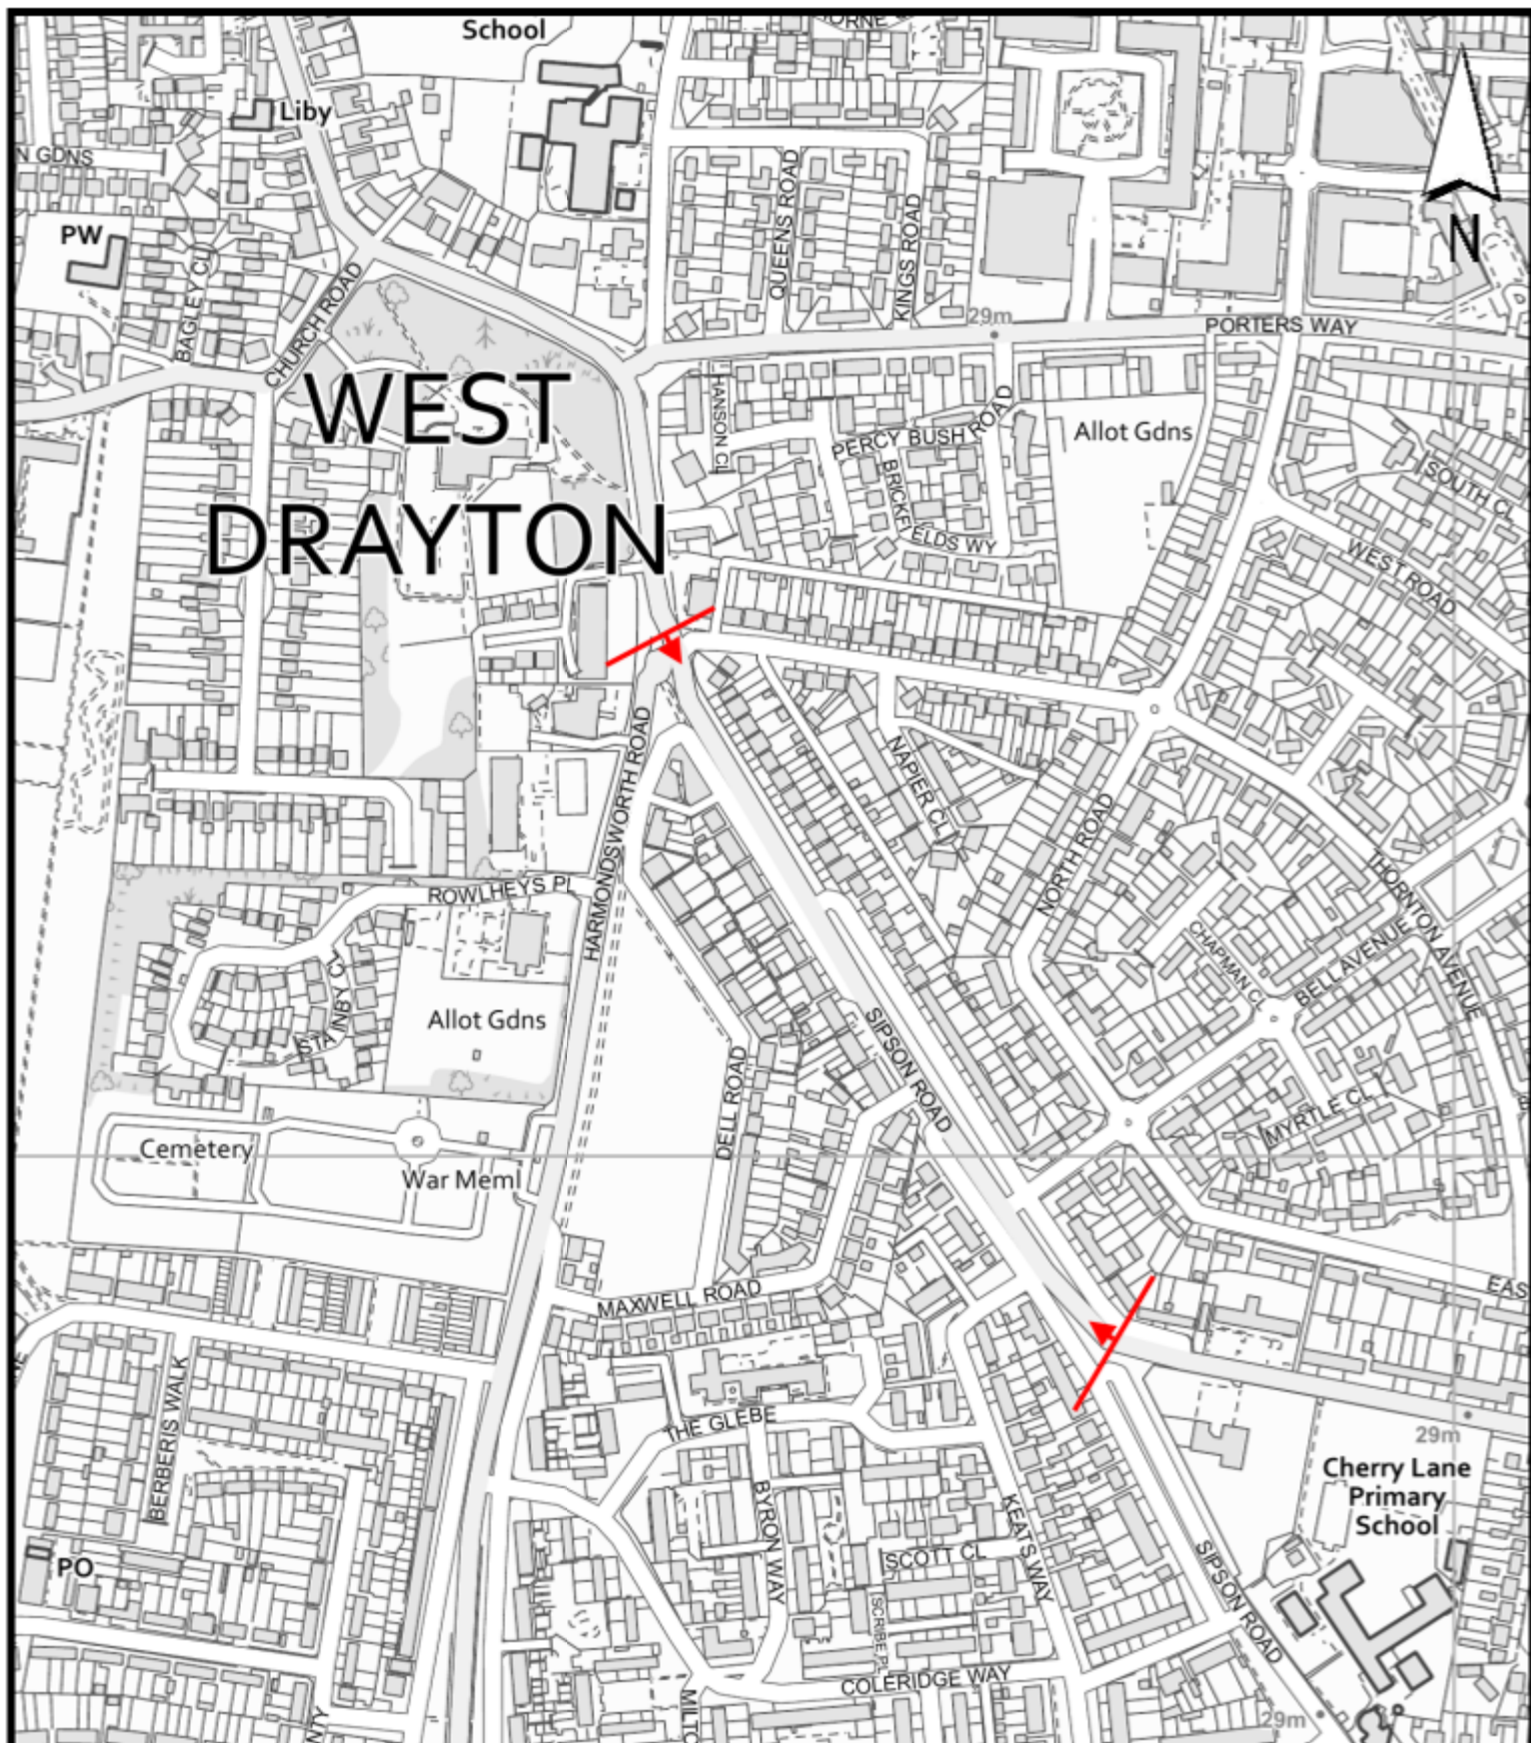 School
Liby
N GDNS
PW
BAGLEY CL
CHURCH ROAD
QUEENS ROAD
KINGS ROAD
N
29m
PORTERS WAY
WEST
DRAYTON
HANSON CL
PERCY BUSH ROAD
BRICKFIELDS WY
Allot Gdns
SOUTH CL
WEST ROAD
HARMONDSWORTH ROAD
NAPIER CL
NORTH ROAD
THORNTON AVENUE
CHAPMAN CL
BELL AVENUE
ROWLHEYS PL
STAINBY CL
Allot Gdns
SIPSON ROAD
DELL ROAD
MYRTLE CL
Cemetery
War Meml
MAXWELL ROAD
EAS
BERBERIS WALK
THE GLEBE
29m
Cherry Lane
Primary
School
BYRON WAY
KEATS WAY
SCOTT CL
SCRIBE PL
SIPSON ROAD
PO
COLERIDGE WAY
MILTO
29m